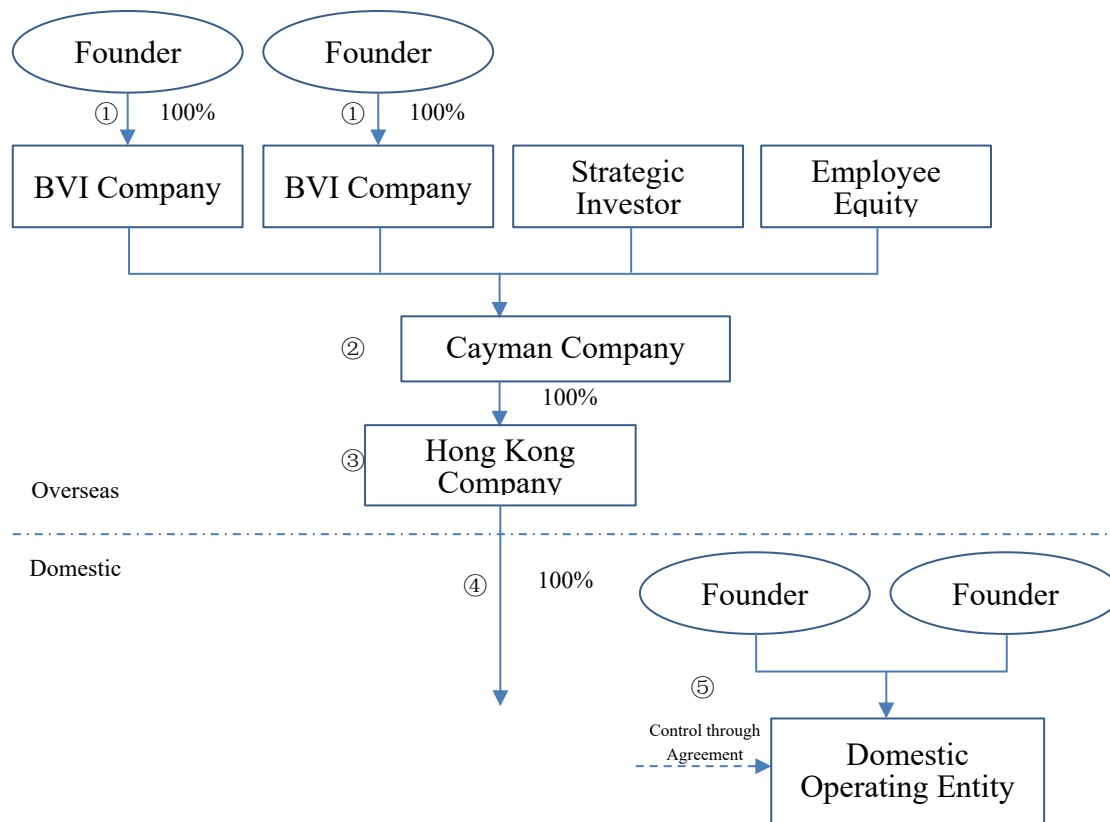 Founder
Founder
①
100%
①
100%
BVI Company
BVI Company
Strategic
Investor
Employee
Equity
②
Cayman Company
100%
③
Hong Kong
Company
Overseas
Domestic
④
100%
Founder
Founder
⑤
Control through
Agreement
Domestic
Operating Entity